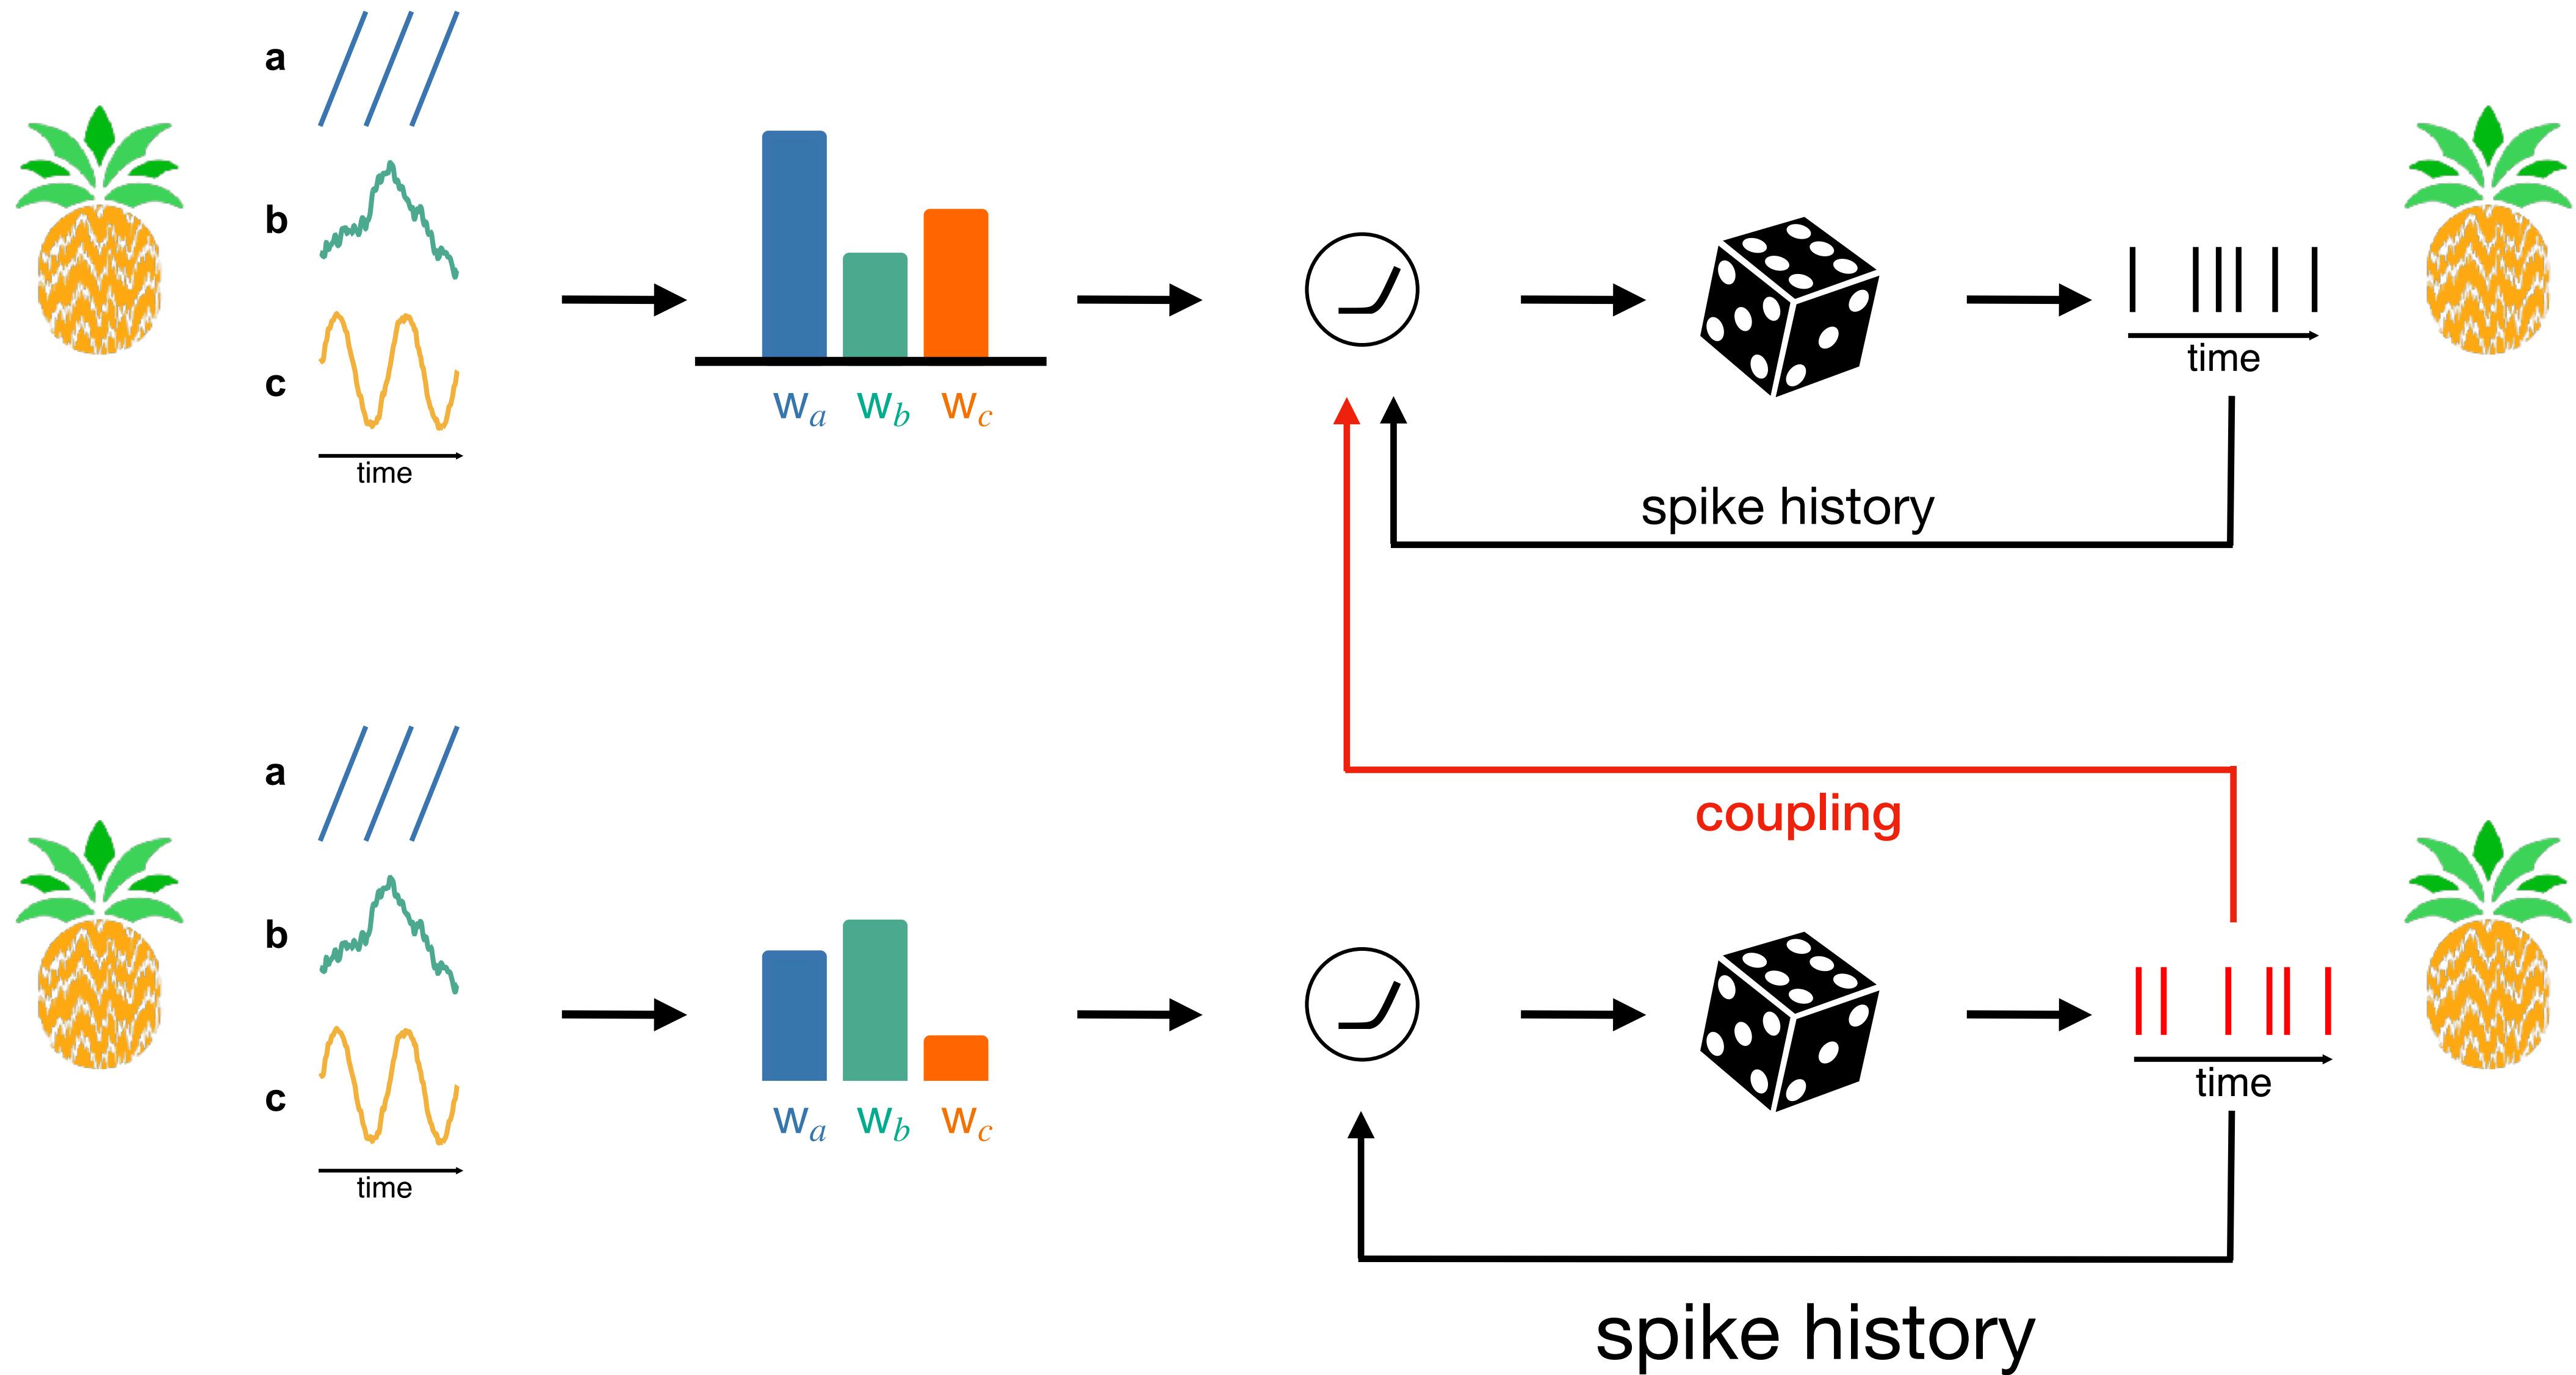 a
b
c
time
wa wb wc
time
spike history
coupling
a
b
c
time
wa wb wc
time
spike history